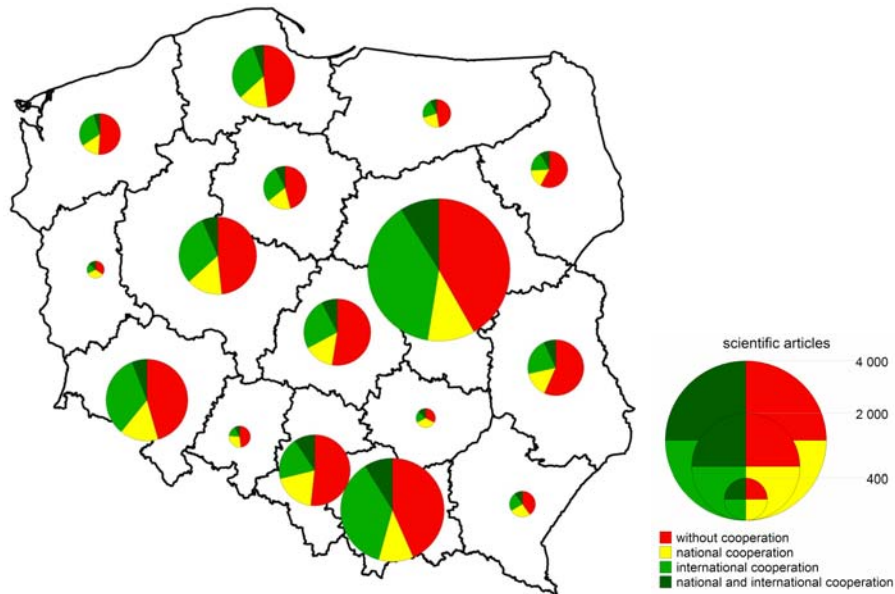 scientific articles
4 000
2 000
400
without cooperation
national cooperation
international cooperation
national and international cooperation